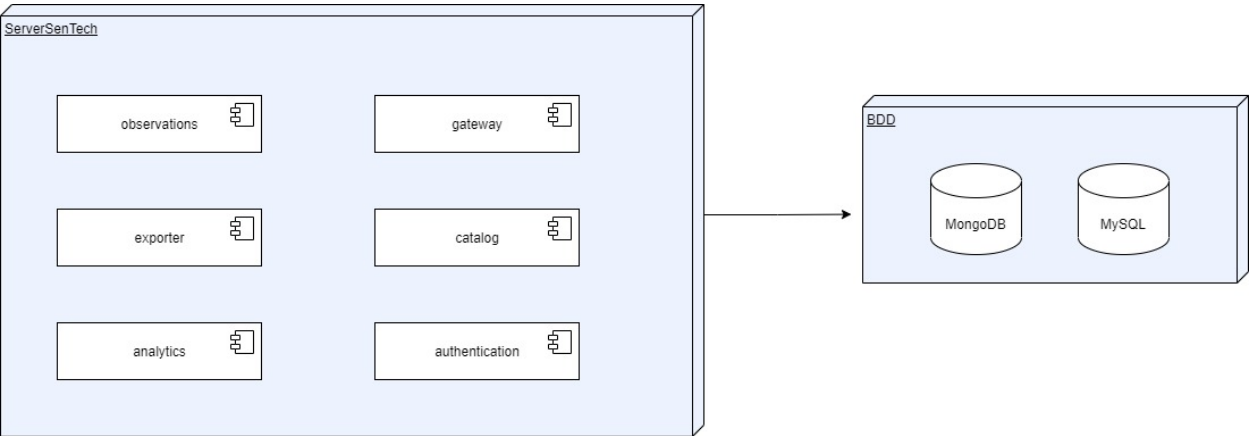 ServerSenTech
observations
gateway
exporter
catalog
analytics
authentication
BDD
MongoDB
MySQL